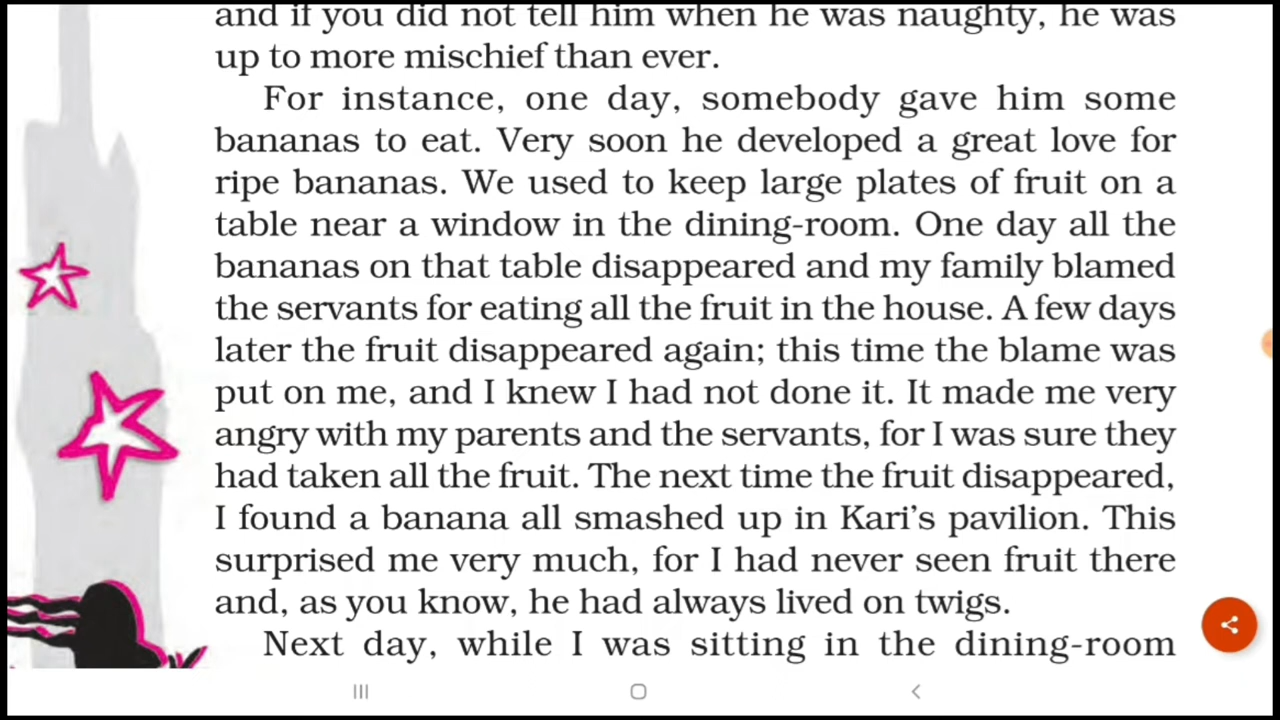 and if you did not tell him when he was naughty, he was
up to more mischief than ever.
For instance, one day, somebody gave him some
bananas to eat. Very soon he developed a great love for
ripe bananas. We used to keep large plates of fruit on a
table near a window in the dining-room. One day all the
bananas on that table disappeared and my family blamed
the servants for eating all the fruit in the house. A few days
later the fruit disappeared again; this time the blame was
put on me, and I knew I had not done it. It made me very
angry with my parents and the servants, for I was sure they
had taken all the fruit. The next time the fruit disappeared,
I found a banana all smashed up in Kari’s pavilion. This
surprised me very much, for I had never seen fruit there
and, as you know, he had always lived on twigs.
Next day, while I was sitting in the dining-room